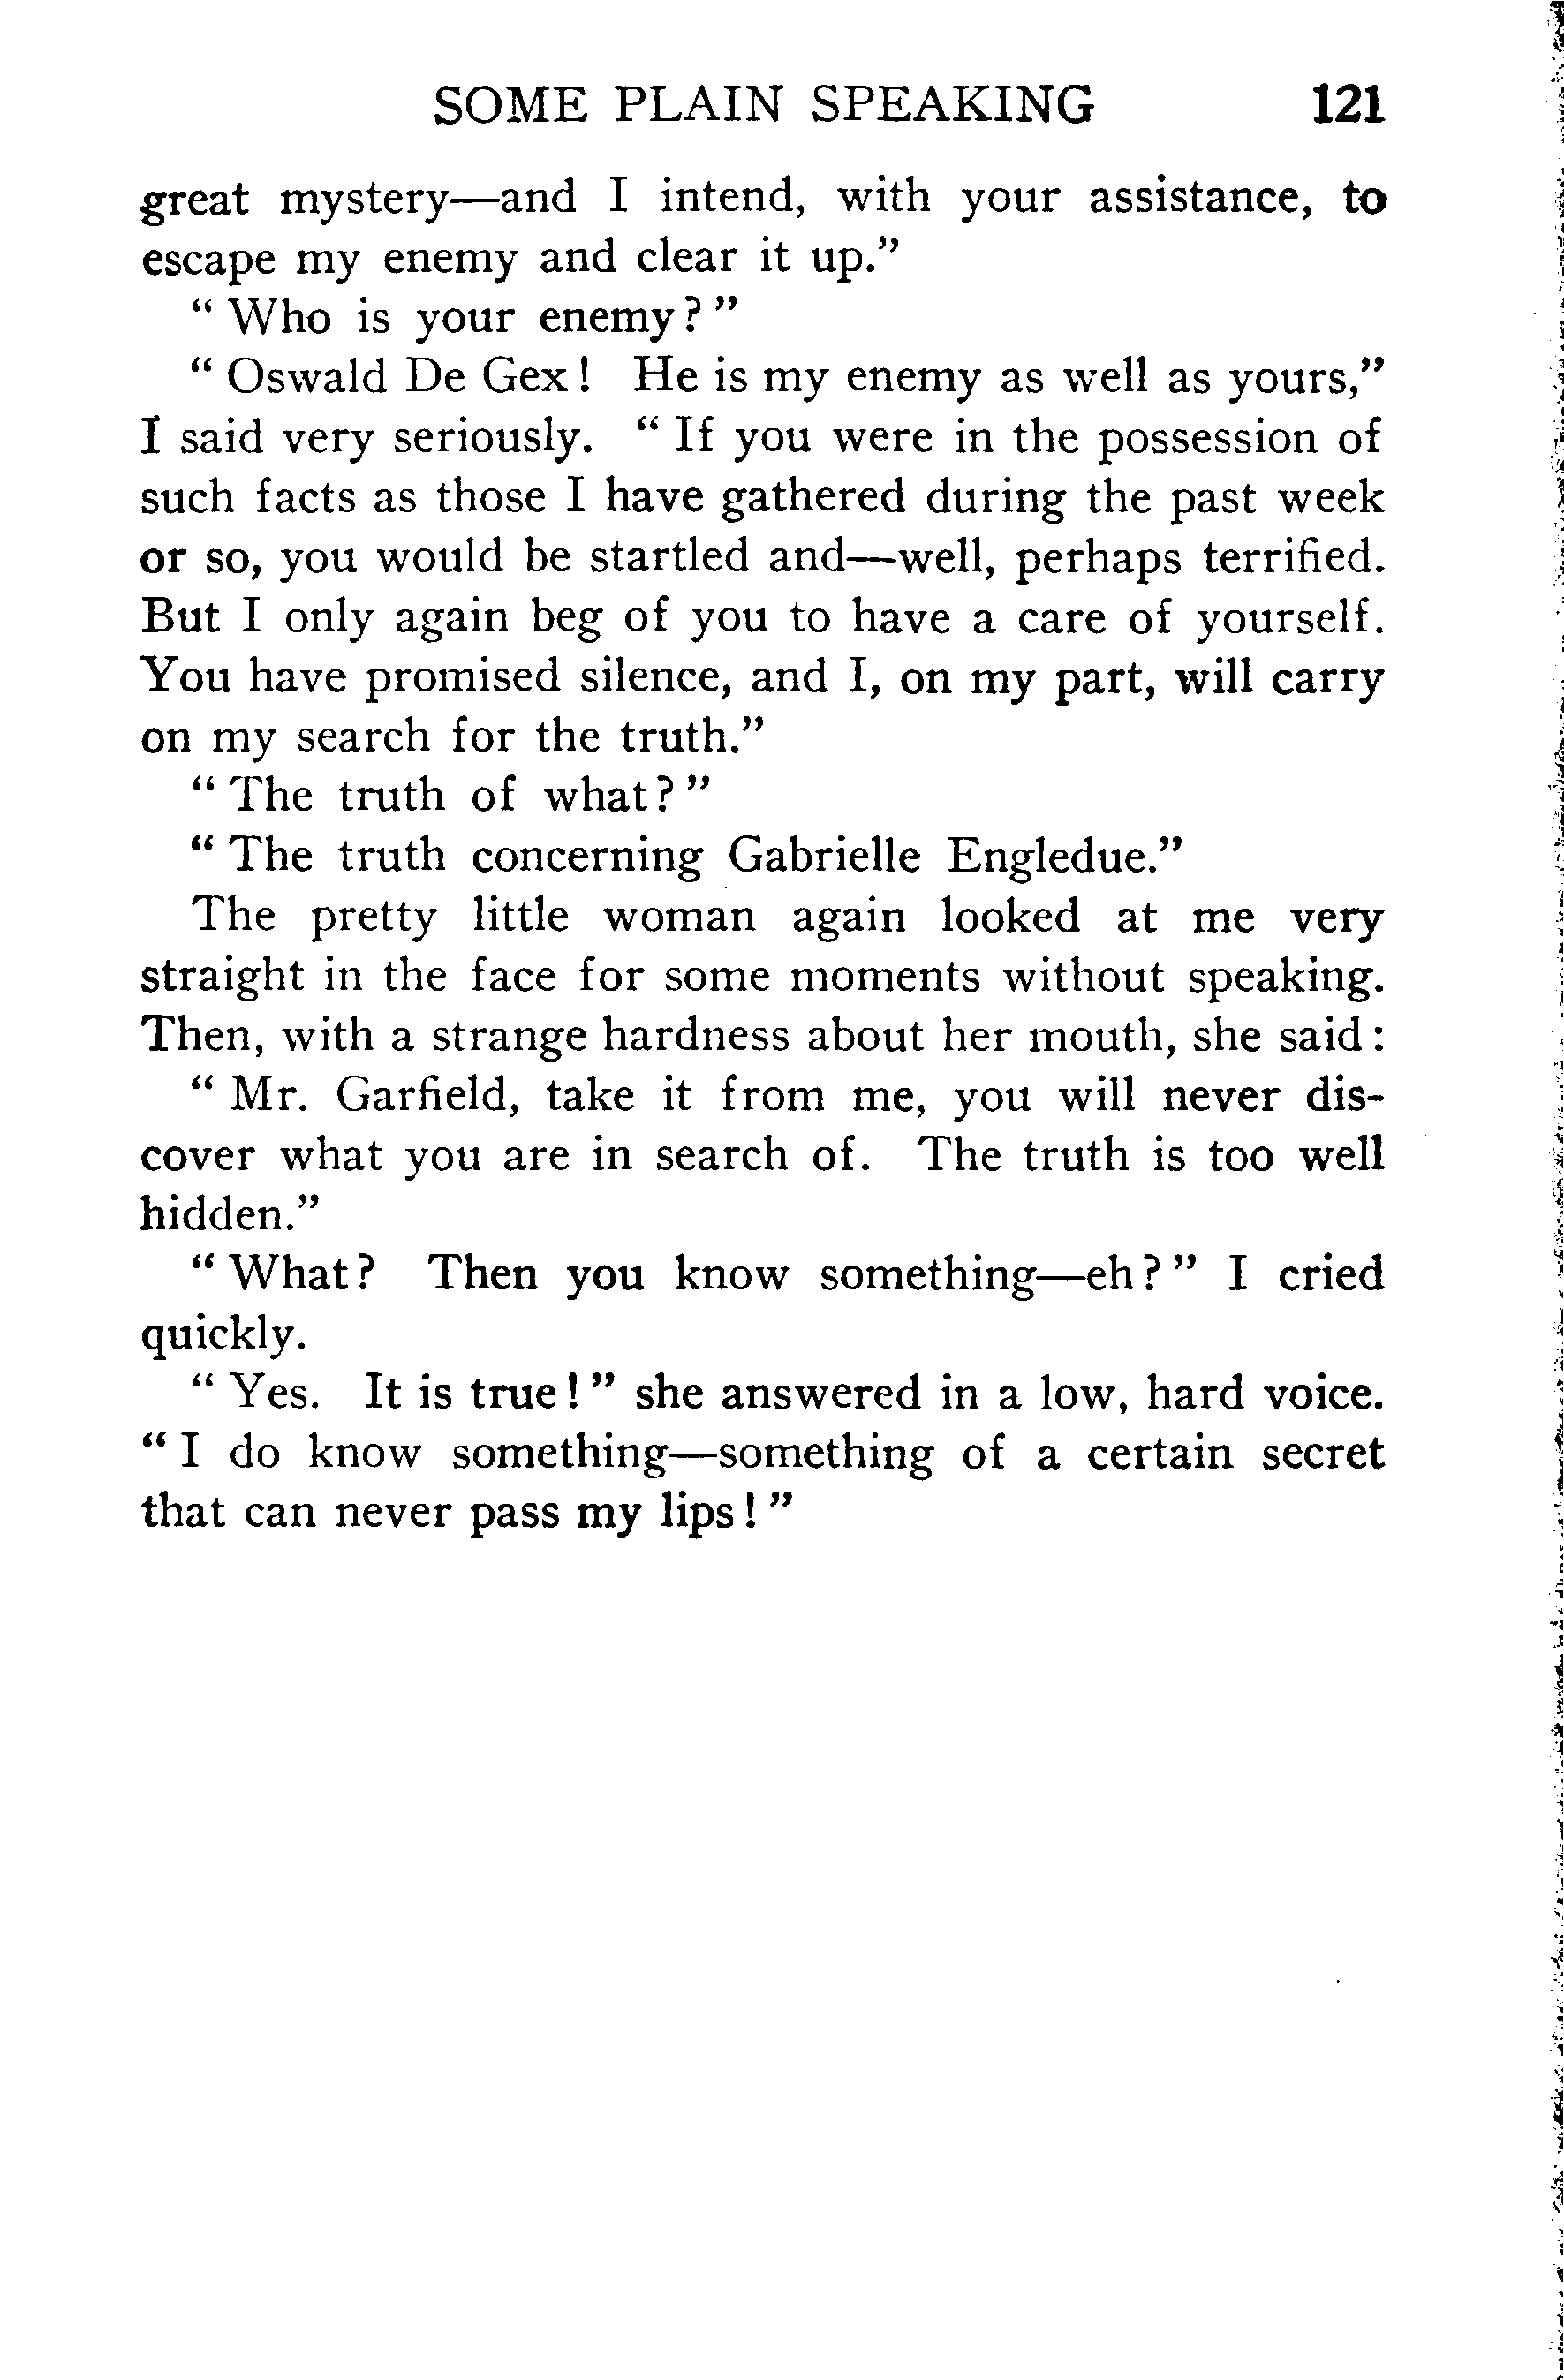 SOME PLAIN SPEAKING 121
great mystery—and I intend, with your assistance, to
escape my enemy and clear it up."
" Who is your enemy? "
" Oswald De Gex! He is my enemy as well as yours,"
I said very seriously. " If you were in the possession of
such facts as those I have gathered during the past week
or so, you would be startled and—well, perhaps terrified.
But I only again beg of you to have a care of yourself.
You have promised silence, and I, on my part, will carry
on my search for the truth."
" The truth of what? "
" The truth concerning Gabrielle Engledue."
The pretty little woman again looked at me very
straight in the face for some moments without speaking.
Then, with a strange hardness about her mouth, she said:
" Mr. Garfield, take it from me, you will never dis-
cover what you are in search of. The truth is too well
hidden."
" What? Then you know something—eh? " I cried
quickly.
" Yes. It is true! " she answered in a low, hard voice.
" I do know something—something of a certain secret
that can never pass my lips! "